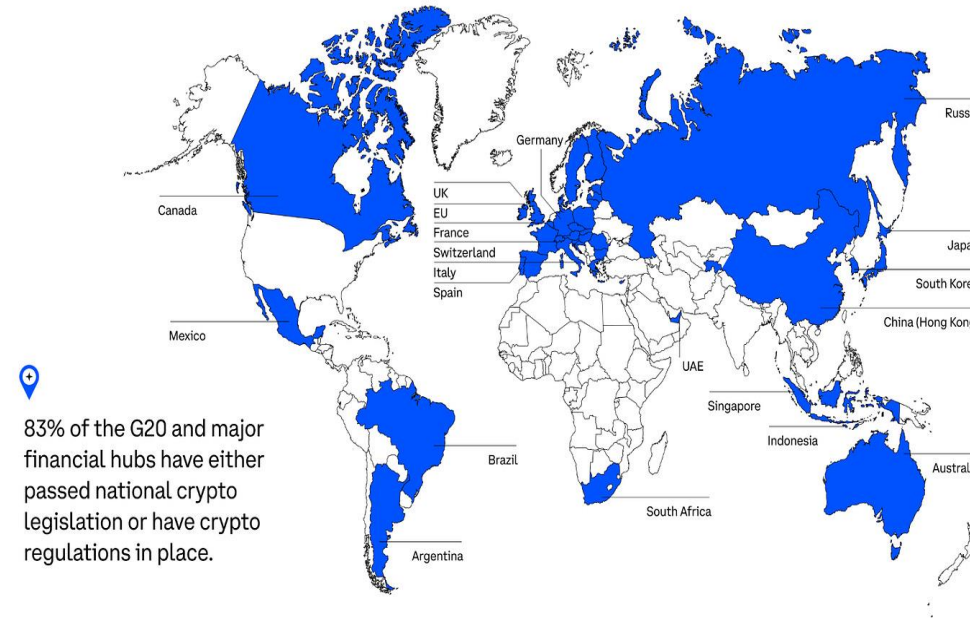 Germany
Russ
UK
EU
Canada
France
Switzerland
Japa
Italy
South Kore
Spain
China (Hong Kon
Mexico
UAE
Singapore
83% of the G20 and major
financial hubs have either
passed national crypto
legislation or have crypto
regulations in place.
Indonesia
Brazil
Austral
South Africa
Argentina